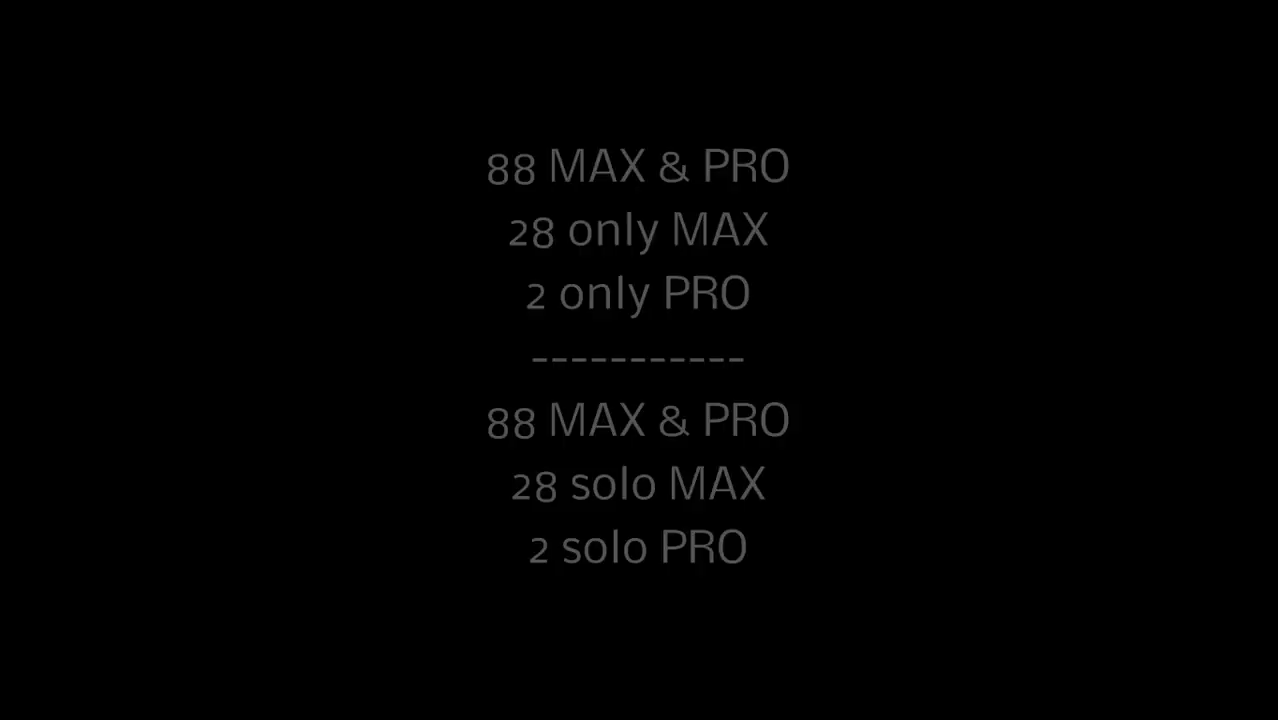 88 MAX & PRO
28 only MAX
2 only PRO
-----------
88 MAX & PRO
28 solo MAX
2 solo PRO